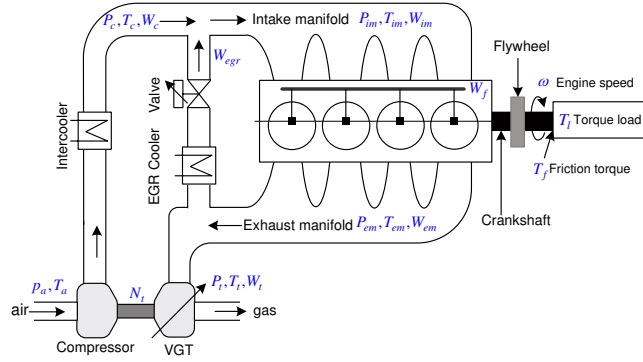 P_c,T_c,W_c
Intake manifold
P_im,T_im,W_im
W_egr
Flywheel
Valve
W_f
ω
Engine speed
Intercooler
EGR Cooler
T_l Torque load
T_f Friction torque
Crankshaft
Exhaust manifold
P_em,T_em,W_em
p_a,T_a
N_t
P_t,T_t,W_t
air
gas
Compressor
VGT